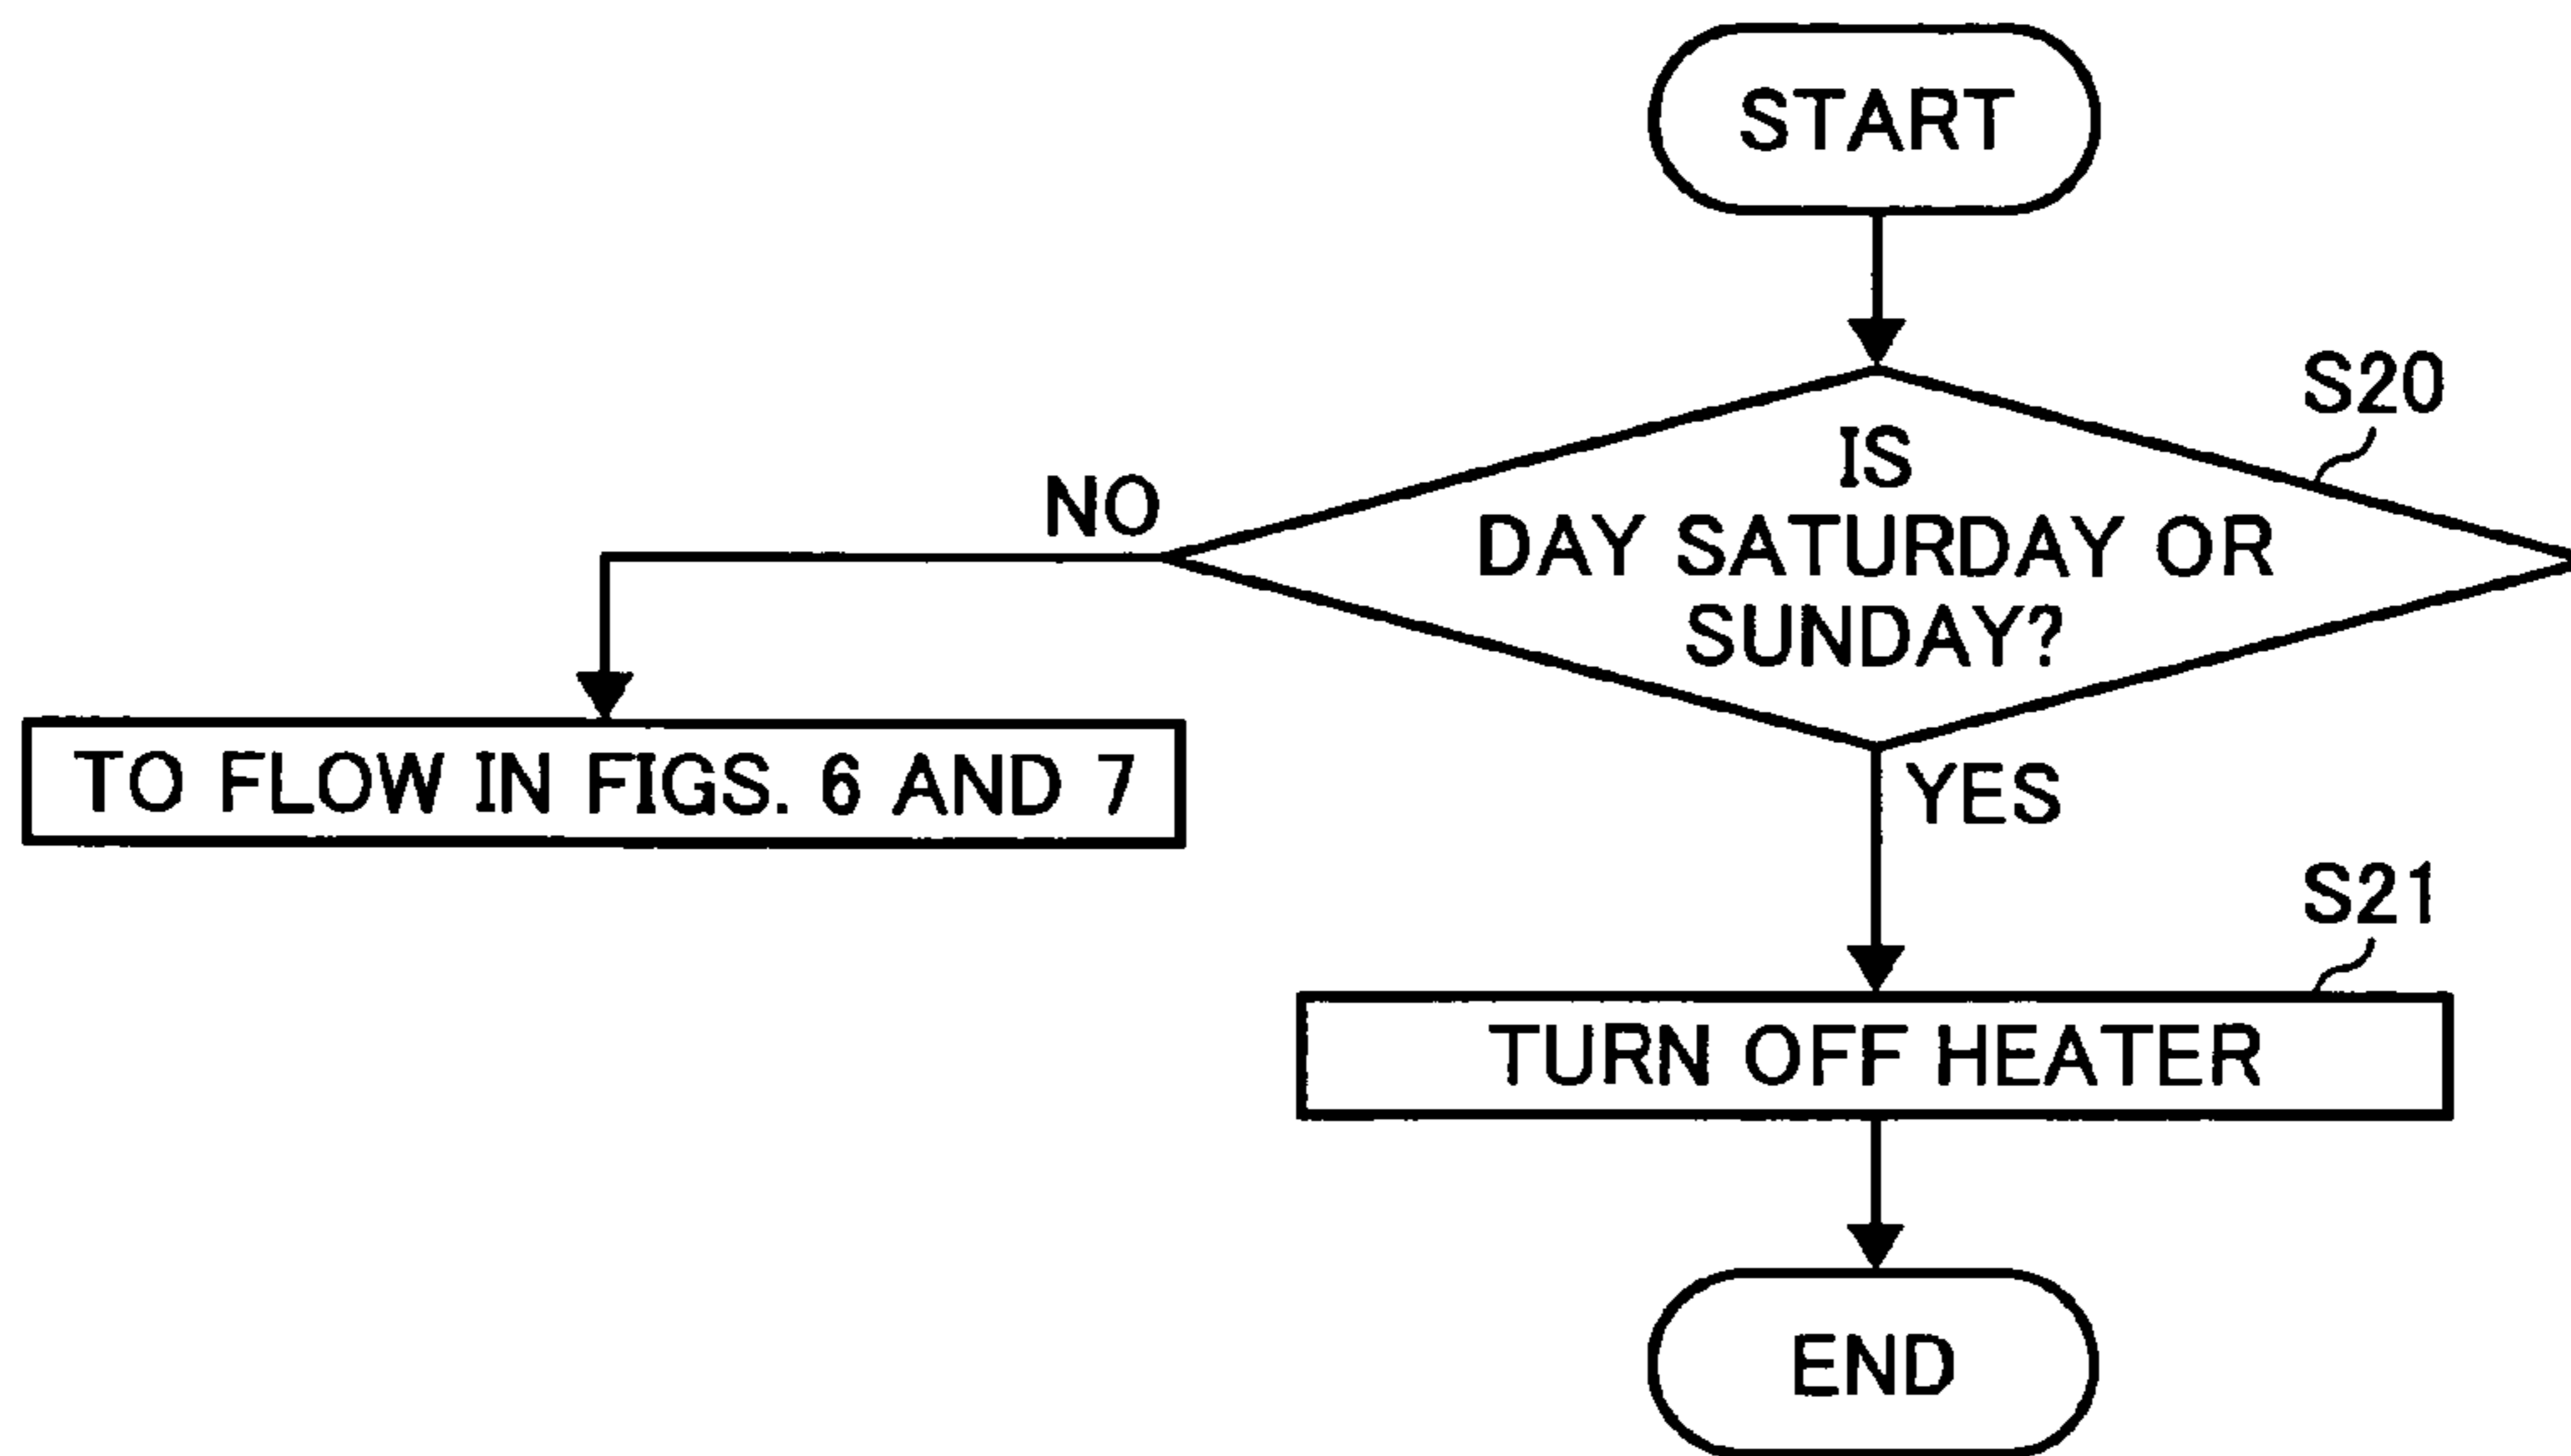 START
S20
IS
DAY SATURDAY OR
SUNDAY?
NO
TO FLOW IN FIGS. 6 AND 7
YES
S21
TURN OFF HEATER
END